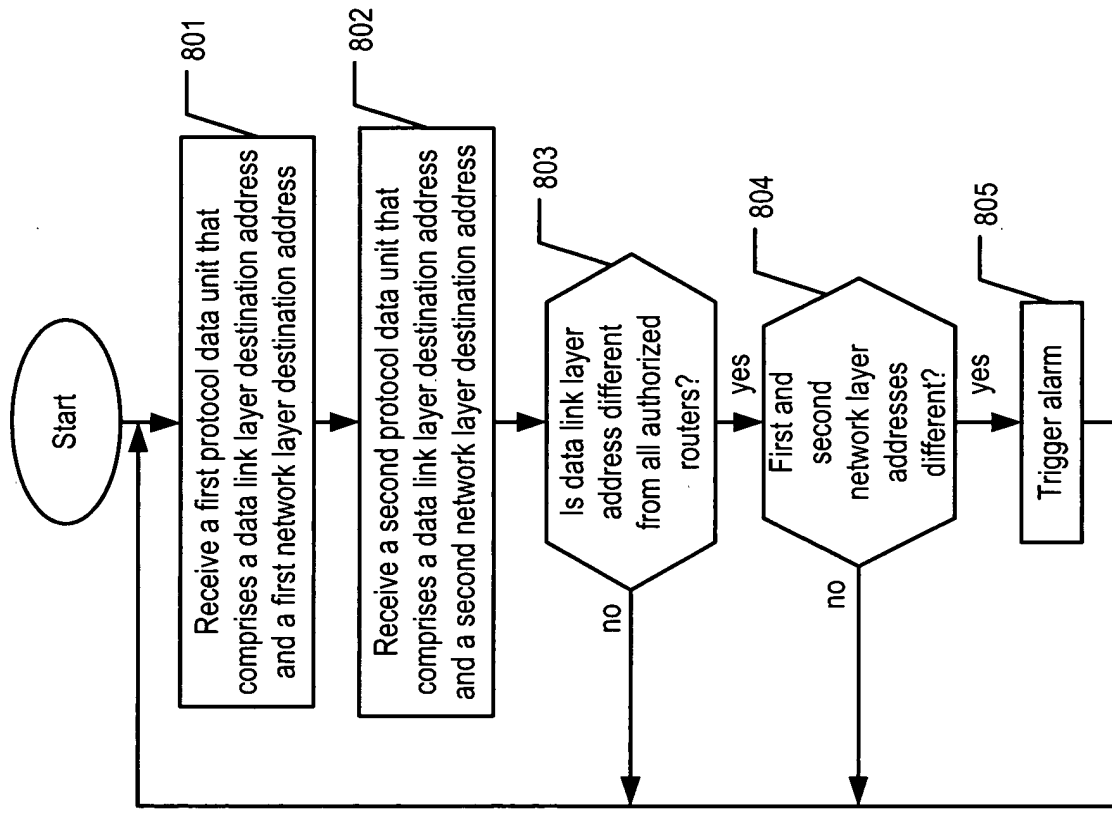 Start
801
Receive a first protocol data unit that
comprises a data link layer destination address
and a first network layer destination address
802
Receive a second protocol data unit that
comprises a data link layer destination address
and a second network layer destination address
803
Is data link layer
address different
from all authorized
routers?
no
yes
804
First and
second
network layer
addresses
different?
no
yes
805
Trigger alarm